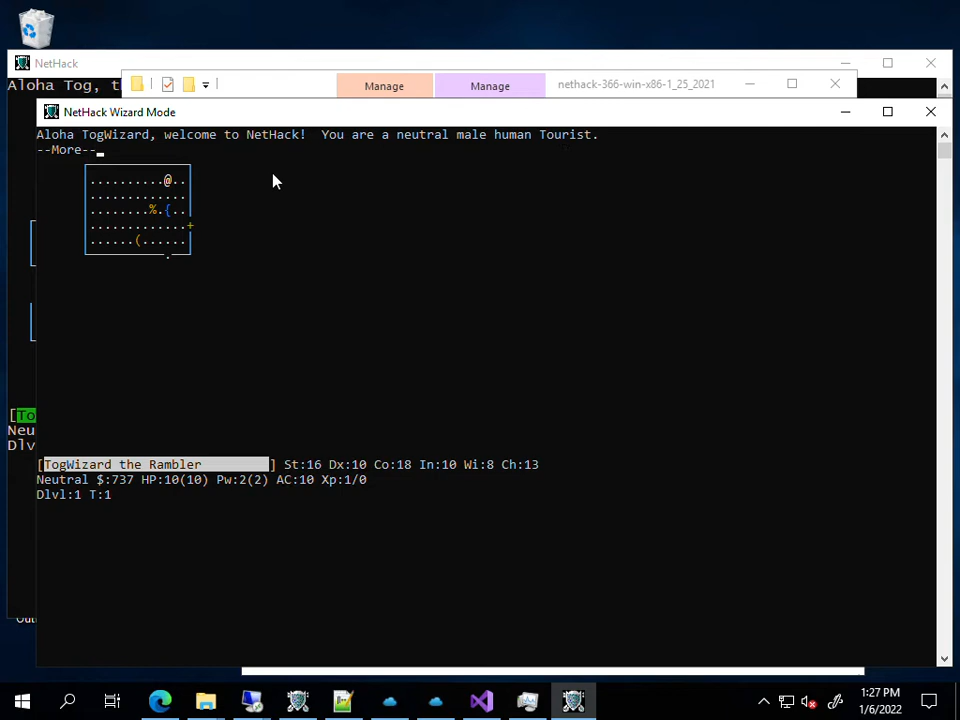 NetHack
Aloha Tog, t
Manage
Manage
nethack-366-win-x86-1_25_2021
NetHack Wizard Mode
Aloha TogWizard, welcome to NetHack!  You are a neutral male human Tourist.
--More--
..........@..
.............
........%.{..
.............+
......(......
.
[To
Neu
Dlv
[TogWizard the Rambler         ] St:16 Dx:10 Co:18 In:10 Wi:8 Ch:13
Neutral $:737 HP:10(10) Pw:2(2) AC:10 Xp:1/0
Dlvl:1 T:1
1:27 PM
1/6/2022